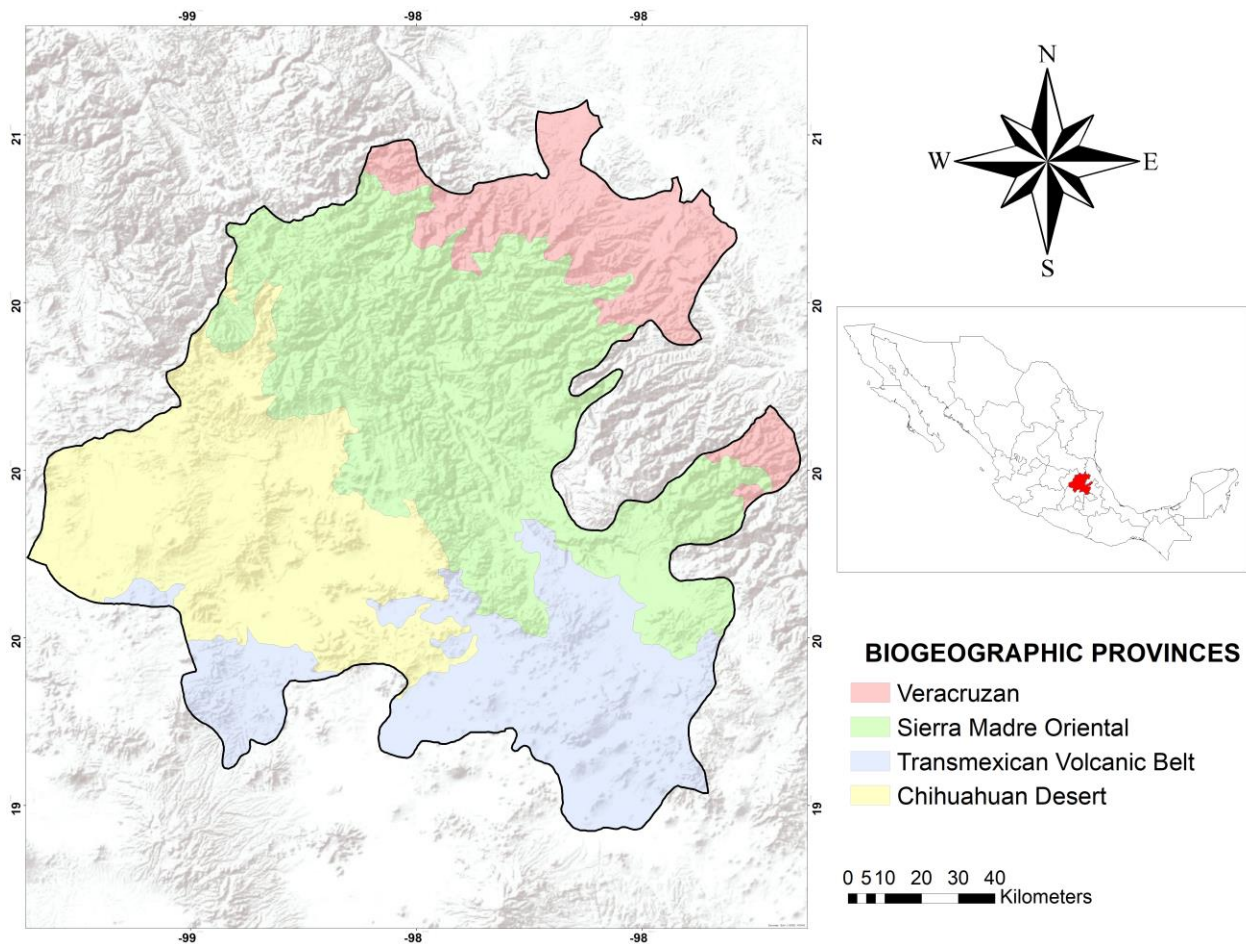 -99 -98 -98
21 21
20 20
20 20
20 20
19 19
-99 -98 -98
N
W E
S
BIOGEOGRAPHIC PROVINCES
Veracruzan
Sierra Madre Oriental
Transmexican Volcanic Belt
Chihuahuan Desert
0 5 10 20 30 40
Kilometers